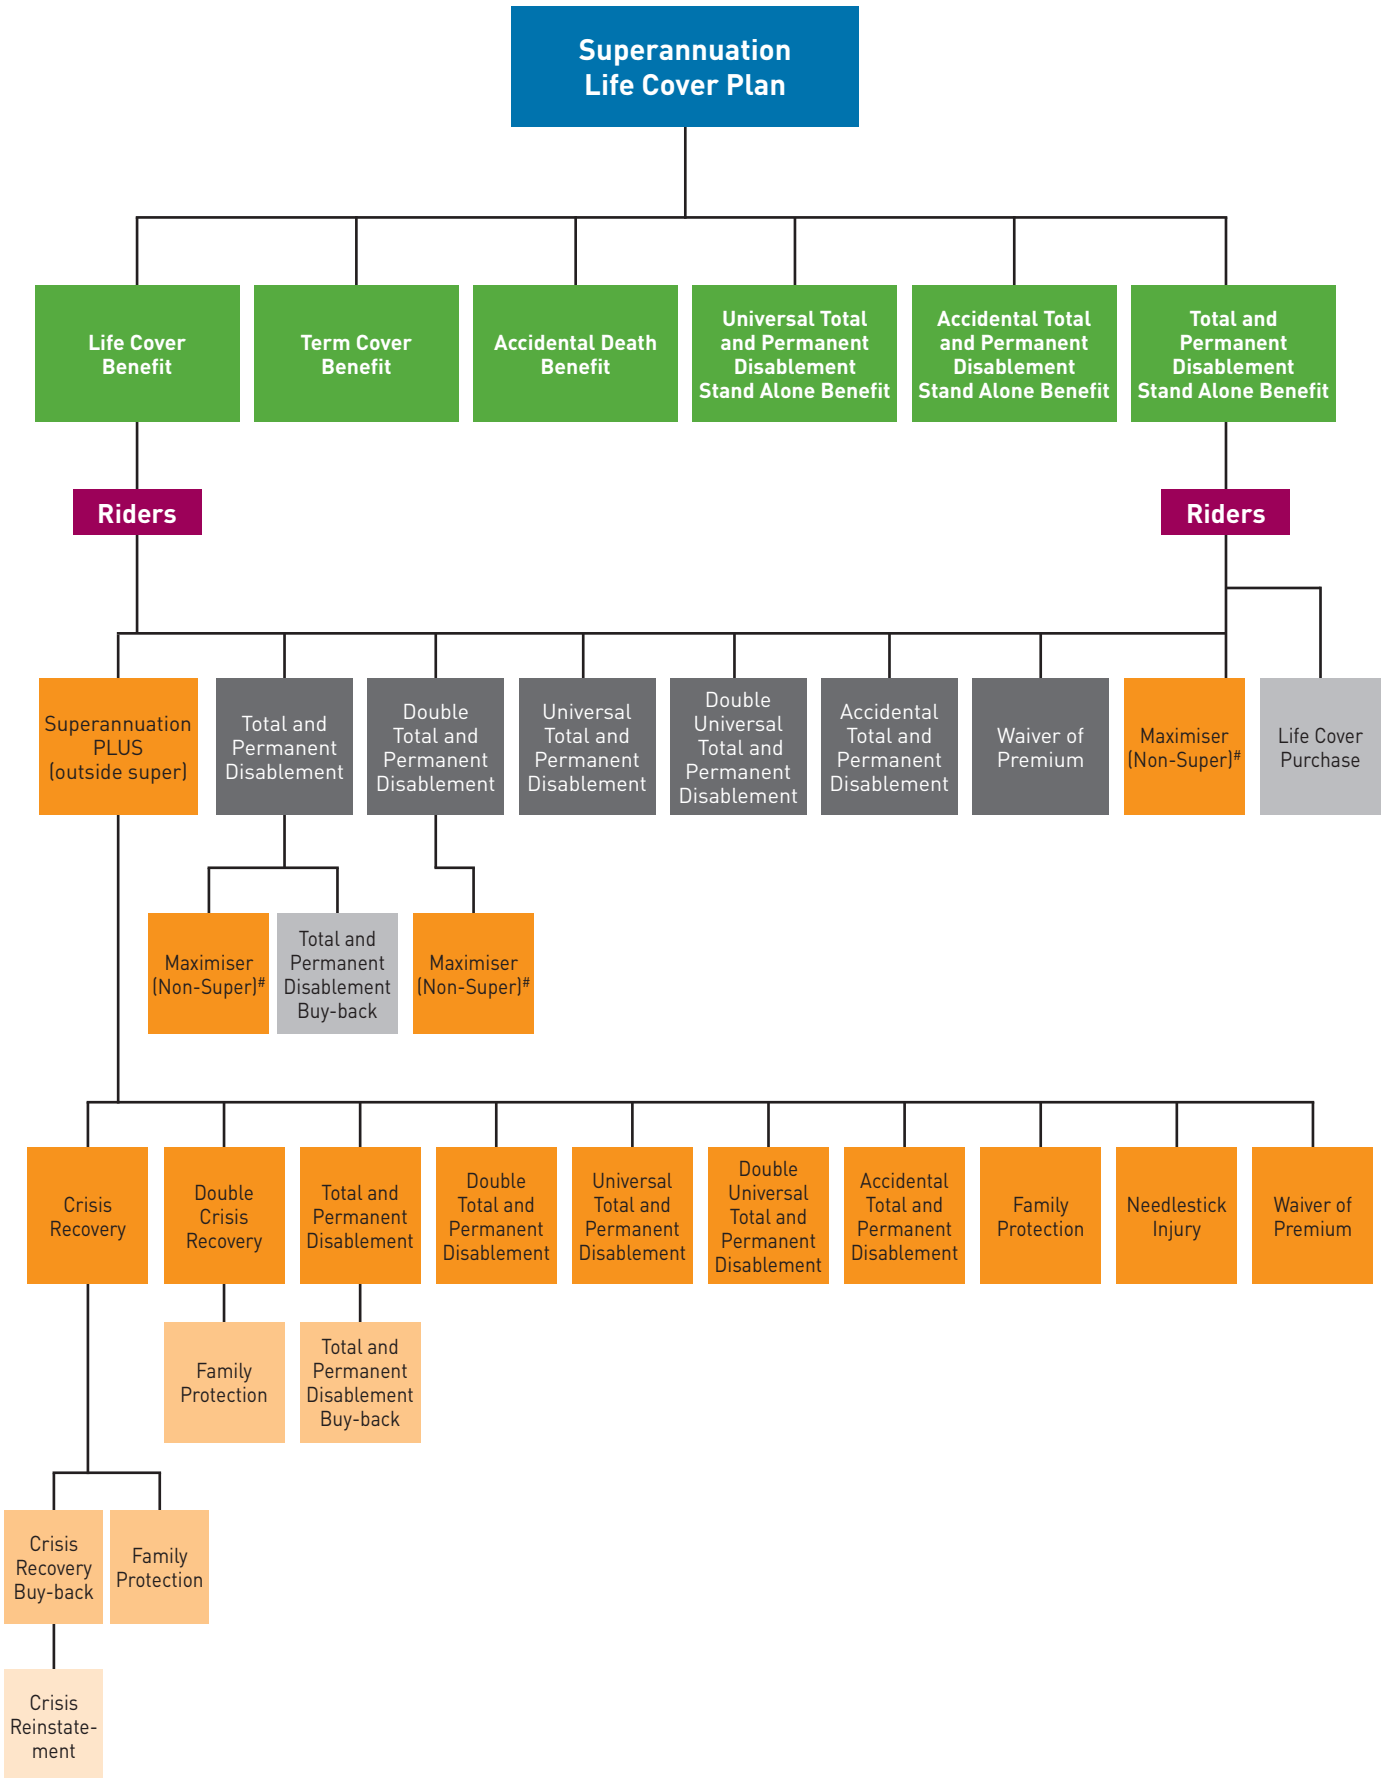 Superannuation
Life Cover Plan
Life Cover
Benefit
Term Cover
Benefit
Accidental Death
Benefit
Universal Total
and Permanent
Disablement
Stand Alone Benefit
Accidental Total
and Permanent
Disablement
Stand Alone Benefit
Total and
Permanent
Disablement
Stand Alone Benefit
Riders
Riders
Superannuation
PLUS
(outside super)
Total and
Permanent
Disablement
Double
Total and
Permanent
Disablement
Universal
Total and
Permanent
Disablement
Double
Universal
Total and
Permanent
Disablement
Accidental
Total and
Permanent
Disablement
Waiver of
Premium
Maximiser
(Non-Super)#
Life Cover
Purchase
Maximiser
(Non-Super)#
Total and
Permanent
Disablement
Buy-back
Maximiser
(Non-Super)#
Crisis
Recovery
Double
Crisis
Recovery
Total and
Permanent
Disablement
Double
Total and
Permanent
Disablement
Universal
Total and
Permanent
Disablement
Double
Universal
Total and
Permanent
Disablement
Accidental
Total and
Permanent
Disablement
Family
Protection
Needlestick
Injury
Waiver of
Premium
Family
Protection
Total and
Permanent
Disablement
Buy-back
Crisis
Recovery
Buy-back
Family
Protection
Crisis
Reinstate-
ment